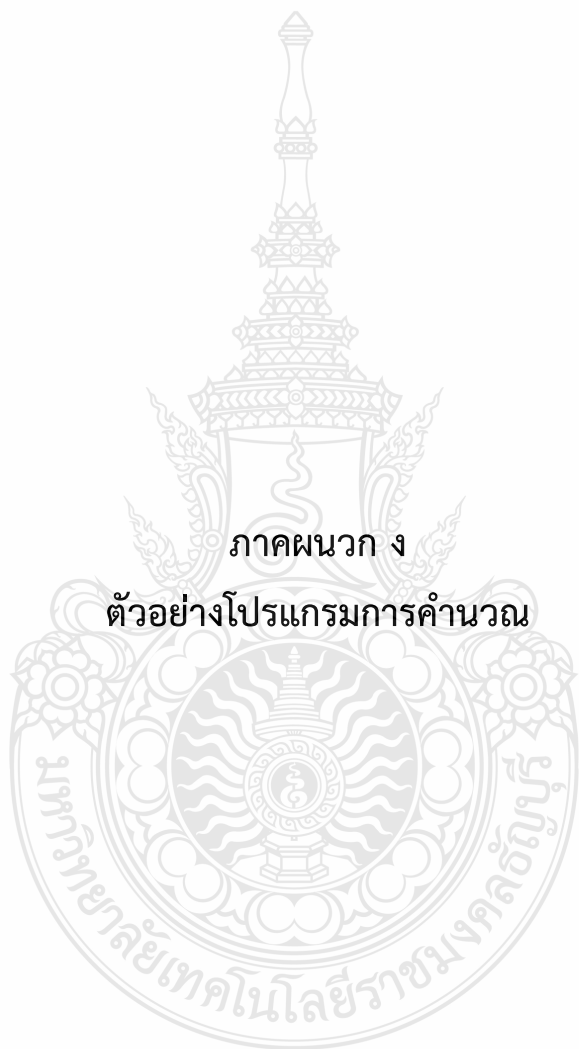 ภาคผนวก ง
ตัวอย่างโปรแกรมการคำนวณ
มหาวิทยาลัยเทคโนโลยีราชมงคลธัญบุรี